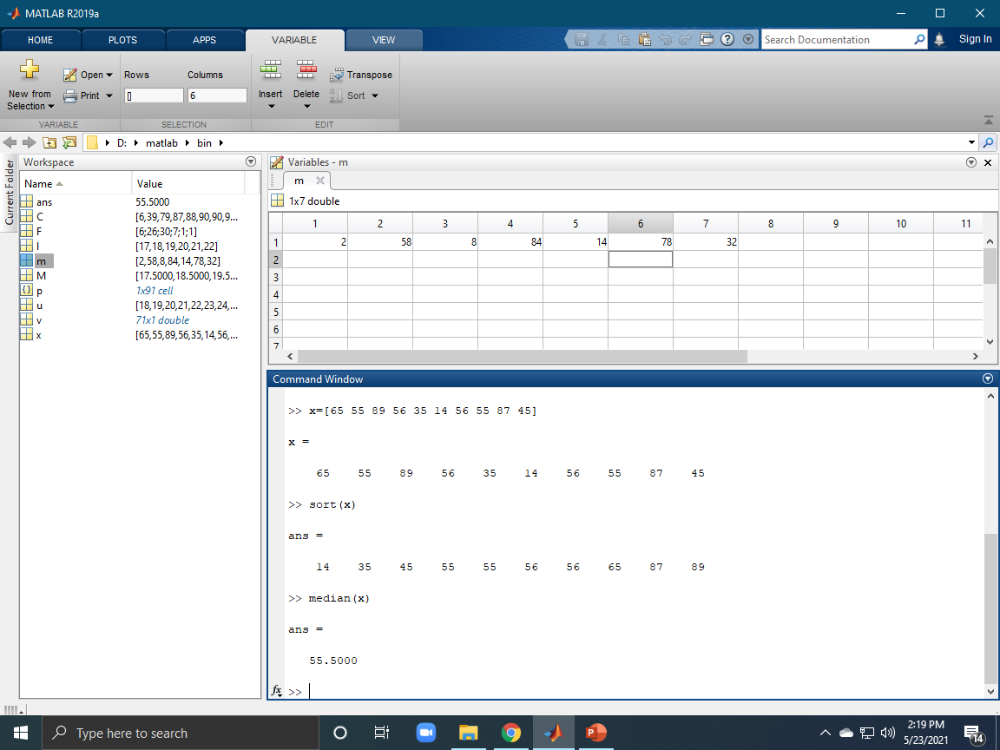 MATLAB R2019a
HOME PLOTS APPS VARIABLE VIEW
Search Documentation
Sign In
New from
Selection
Open
Print
Rows
[]
Columns
6
Insert
Delete
Transpose
Sort
VARIABLE SELECTION EDIT
D: matlab bin
Current Folder
Workspace
Name Value
ans 55.5000
C [6,39,79,87,88,90,90,9...
F [6;26;30;7;1;1]
l [17,18,19,20,21,22]
m [2,58,8,84,14,78,32]
M [17.5000,18.5000,19.5...
p 1x91 cell
u [18,19,20,21,22,23,24,...
v 71x1 double
x [65,55,89,56,35,14,56,...
Variables - m
m
1x7 double
1 2 3 4 5 6 7 8 9 10 11
1 2 58 8 84 14 78 32
2
3
4
5
6
7
Command Window
>> x=[65 55 89 56 35 14 56 55 87 45]
x =
65 55 89 56 35 14 56 55 87 45
>> sort(x)
ans =
14 35 45 55 55 56 56 65 87 89
>> median(x)
ans =
55.5000
fx >>
Type here to search
2:19 PM
5/23/2021
14